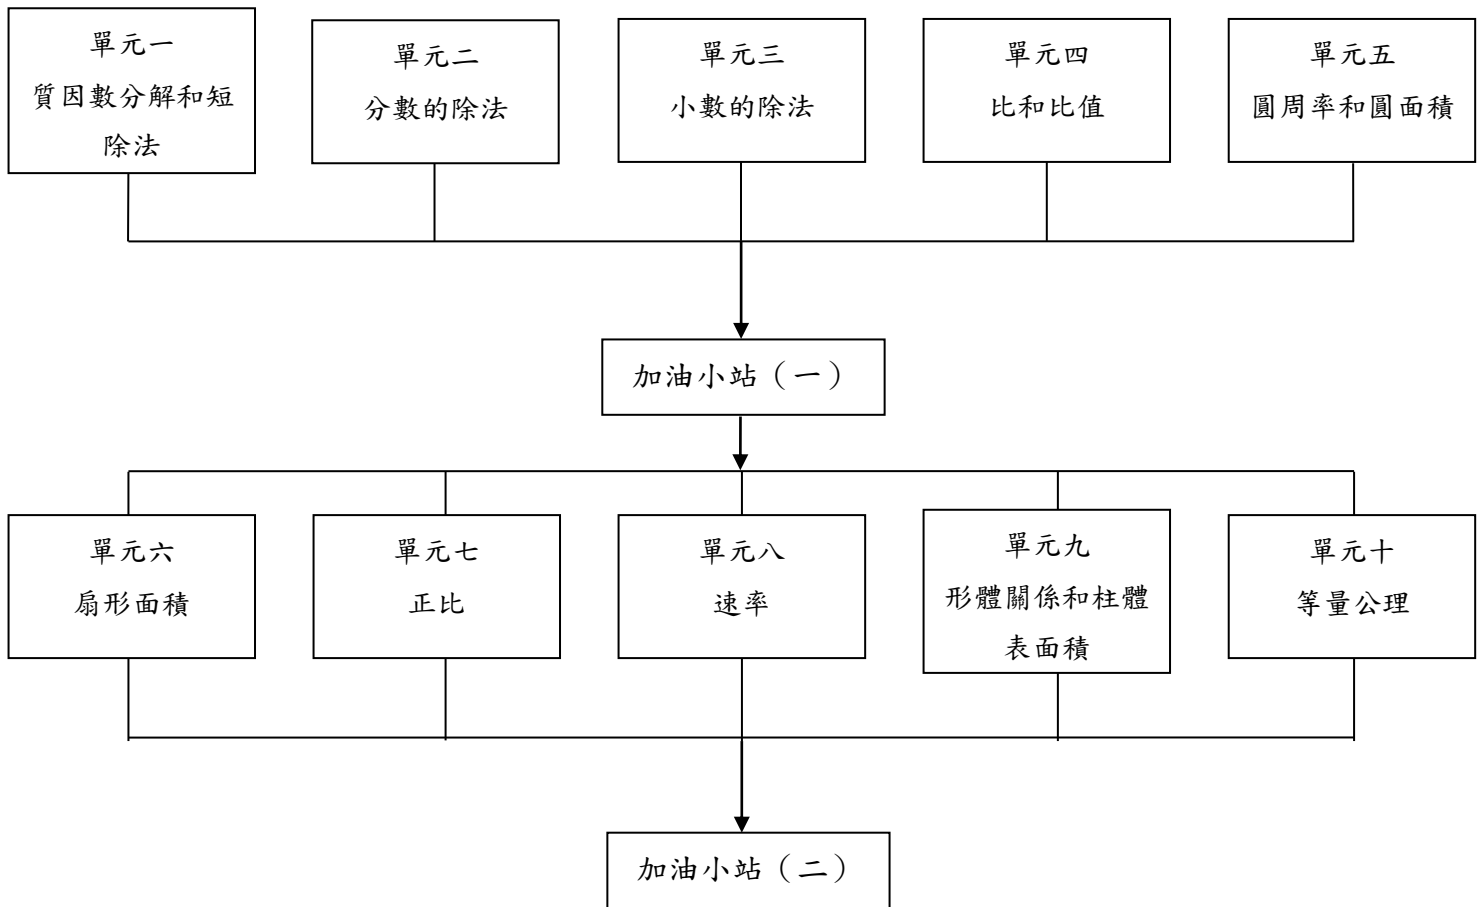 單元一
質因數分解和短
除法
單元二
分數的除法
單元三
小數的除法
單元四
比和比值
單元五
圓周率和圓面積
加油小站（一）
單元六
扇形面積
單元七
正比
單元八
速率
單元九
形體關係和柱體
表面積
單元十
等量公理
加油小站（二）